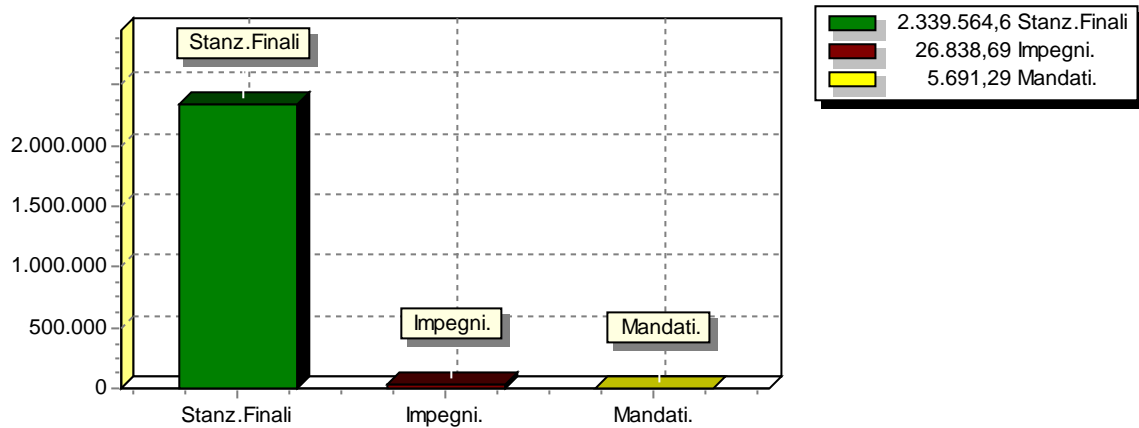 2.339.564,6 Stanz.Finali
26.838,69 Impegni.
5.691,29 Mandati.
Stanz.Finali
Impegni.
Mandati.
2.000.000
1.500.000
1.000.000
500.000
0
Stanz.Finali
Impegni.
Mandati.